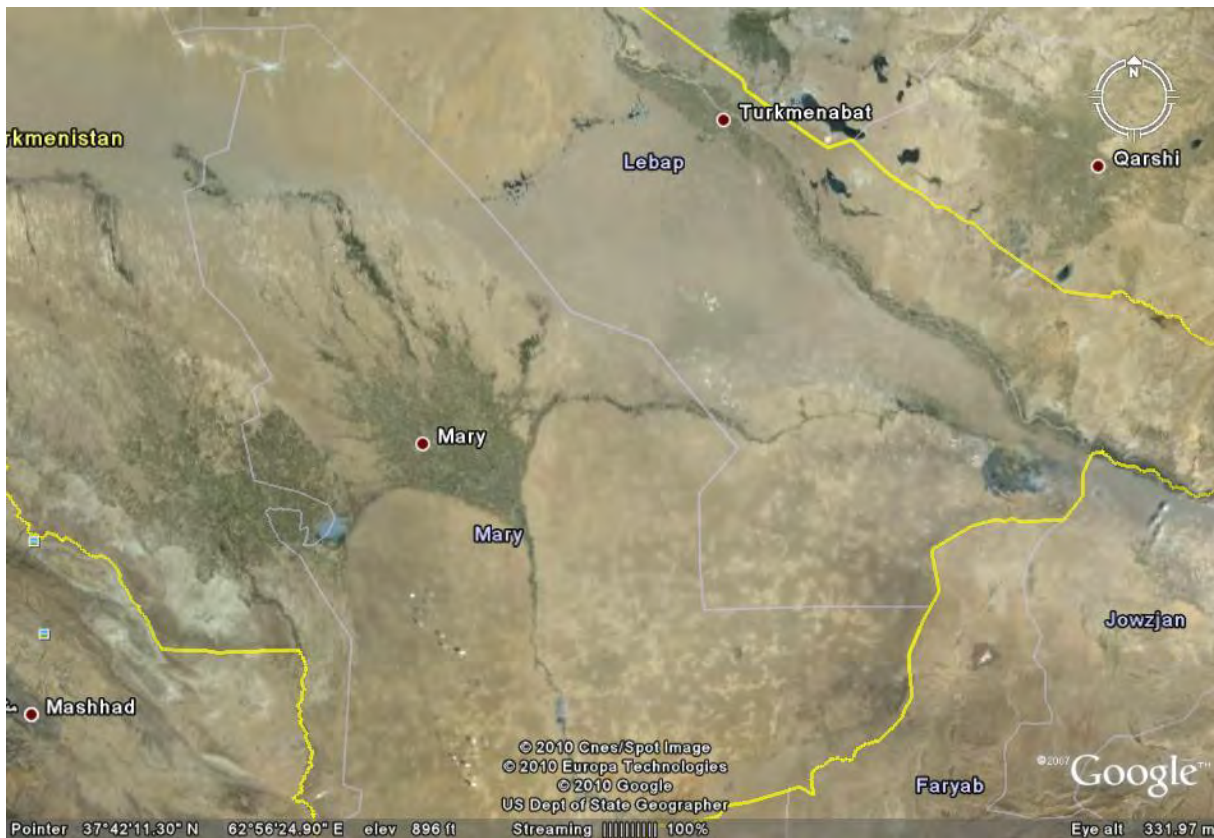 N
Turkmenabat
rkmenistan
Lebap
Qarshi
Mary
Mary
Jowzjan
Mashhad
© 2010 Cnes/Spot Image
© 2010 Europa Technologies
© 2010 Google
US Dept of State Geographer
Faryab
©2007 Google™
Pointer 37°42'11.30" N 62°56'24.90" E elev 896 ft Streaming |||||||||| 100% Eye alt 331.97 m